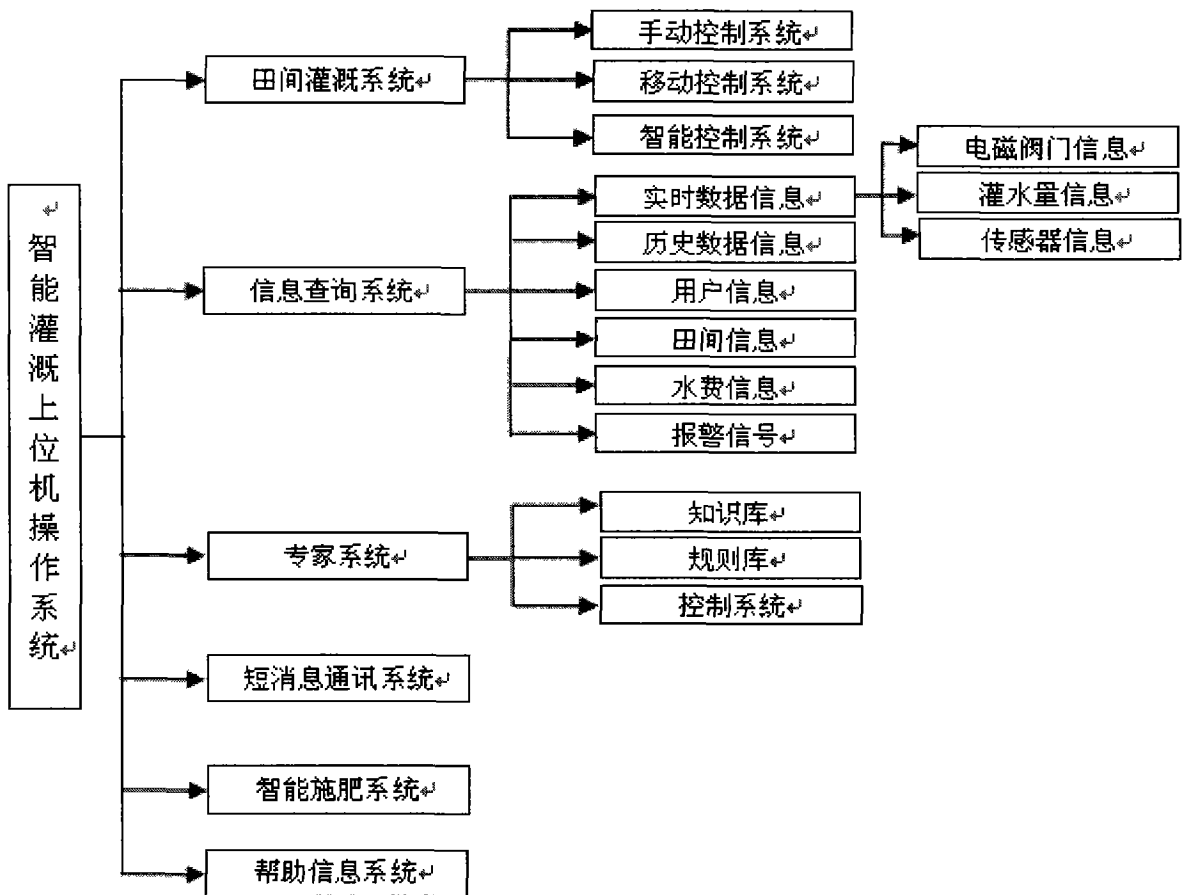 智能灌溉上位机操作系统
田间灌溉系统
手动控制系统
移动控制系统
智能控制系统
信息查询系统
实时数据信息
电磁阀门信息
灌水量信息
传感器信息
历史数据信息
用户信息
田间信息
水费信息
报警信号
专家系统
知识库
规则库
控制系统
短消息通讯系统
智能施肥系统
帮助信息系统